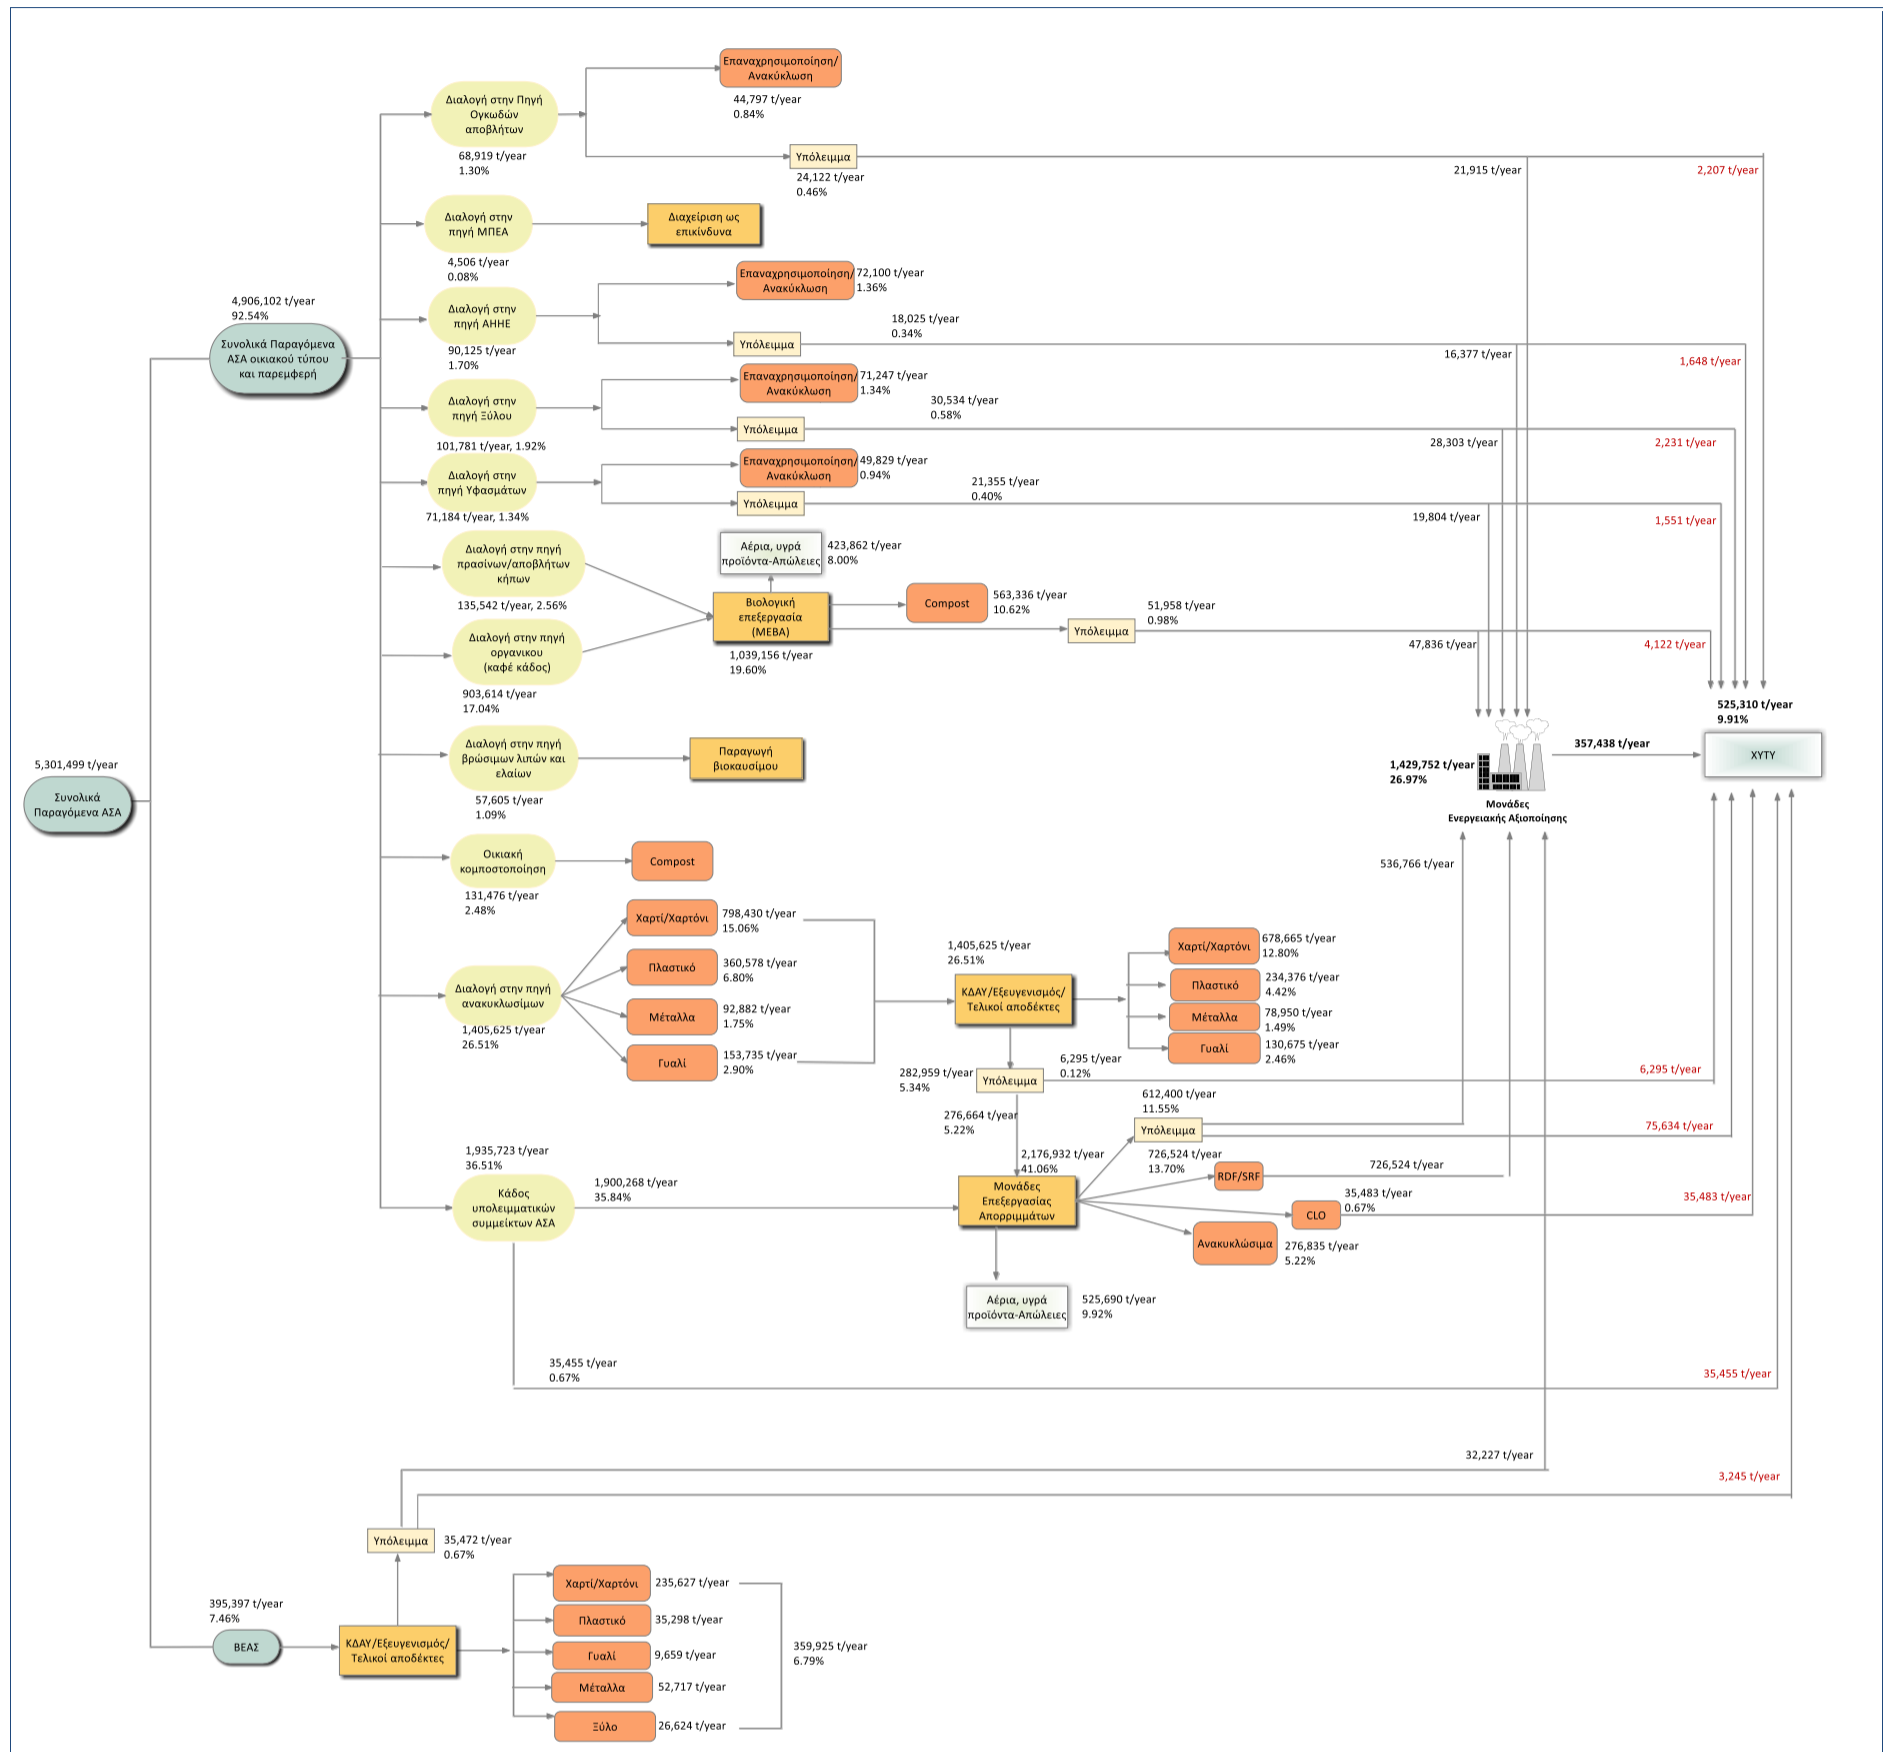 Επαναχρησιμοποίηση/
Ανακύκλωση
44,797 t/year
0.84%
Διαλογή στην Πηγή
Ογκωδών
αποβλήτων
68,919 t/year
1.30%
Υπόλειμμα
24,122 t/year
0.46%
21,915 t/year
2,207 t/year
Διαλογή στην
πηγή ΜΠΕΑ
4,506 t/year
0.08%
Διαχείριση ως
επικίνδυνα
4,906,102 t/year
92.54%
Συνολικά Παραγόμενα
ΑΣΑ οικιακού τύπου
και παρεμφερή
Διαλογή στην
πηγή ΑΗΗΕ
90,125 t/year
1.70%
Επαναχρησιμοποίηση/
Ανακύκλωση
72,100 t/year
1.36%
18,025 t/year
0.34%
Υπόλειμμα
16,377 t/year
1,648 t/year
Διαλογή στην
πηγή Ξύλου
101,781 t/year, 1.92%
Επαναχρησιμοποίηση/
Ανακύκλωση
71,247 t/year
1.34%
30,534 t/year
0.58%
Υπόλειμμα
28,303 t/year
2,231 t/year
Διαλογή στην
πηγή Υφασμάτων
71,184 t/year, 1.34%
Επαναχρησιμοποίηση/
Ανακύκλωση
49,829 t/year
0.94%
21,355 t/year
0.40%
Υπόλειμμα
19,804 t/year
1,551 t/year
Διαλογή στην πηγή
πρασίνων/αποβλήτων
κήπων
135,542 t/year, 2.56%
Αέρια, υγρά
προϊόντα-Απώλειες
423,862 t/year
8.00%
Βιολογική
επεξεργασία
(ΜΕΒΑ)
1,039,156 t/year
19.60%
Compost
563,336 t/year
10.62%
51,958 t/year
0.98%
Υπόλειμμα
47,836 t/year
4,122 t/year
Διαλογή στην πηγή
οργανικου
(καφέ κάδος)
903,614 t/year
17.04%
525,310 t/year
9.91%
ΧΥΤΥ
357,438 t/year
1,429,752 t/year
26.97%
Μονάδες
Ενεργειακής Αξιοποίησης
Διαλογή στην πηγή
βρώσιμων λιπών και
ελαίων
57,605 t/year
1.09%
Παραγωγή
βιοκαυσίμου
5,301,499 t/year
Συνολικά
Παραγόμενα ΑΣΑ
Οικιακή
κομποστοποίηση
131,476 t/year
2.48%
Compost
536,766 t/year
Διαλογή στην πηγή
ανακυκλωσίμων
1,405,625 t/year
26.51%
Χαρτί/Χαρτόνι
798,430 t/year
15.06%
Πλαστικό
360,578 t/year
6.80%
Μέταλλα
92,882 t/year
1.75%
Γυαλί
153,735 t/year
2.90%
1,405,625 t/year
26.51%
ΚΔΑΥ/Εξευγενισμός/
Τελικοί αποδέκτες
Χαρτί/Χαρτόνι
678,665 t/year
12.80%
Πλαστικό
234,376 t/year
4.42%
Μέταλλα
78,950 t/year
1.49%
Γυαλί
130,675 t/year
2.46%
282,959 t/year
5.34%
Υπόλειμμα
6,295 t/year
0.12%
6,295 t/year
276,664 t/year
5.22%
612,400 t/year
11.55%
Υπόλειμμα
75,634 t/year
1,935,723 t/year
36.51%
Κάδος
υπολειμματικών
συμμείκτων ΑΣΑ
1,900,268 t/year
35.84%
2,176,932 t/year
41.06%
Μονάδες
Επεξεργασίας
Απορριμμάτων
726,524 t/year
13.70%
RDF/SRF
726,524 t/year
35,483 t/year
0.67%
CLO
35,483 t/year
Ανακυκλώσιμα
276,835 t/year
5.22%
Αέρια, υγρά
προϊόντα-Απώλειες
525,690 t/year
9.92%
35,455 t/year
0.67%
35,455 t/year
32,227 t/year
3,245 t/year
Υπόλειμμα
35,472 t/year
0.67%
395,397 t/year
7.46%
ΒΕΑΣ
ΚΔΑΥ/Εξευγενισμός/
Τελικοί αποδέκτες
Χαρτί/Χαρτόνι
235,627 t/year
Πλαστικό
35,298 t/year
Γυαλί
9,659 t/year
Μέταλλα
52,717 t/year
Ξύλο
26,624 t/year
359,925 t/year
6.79%